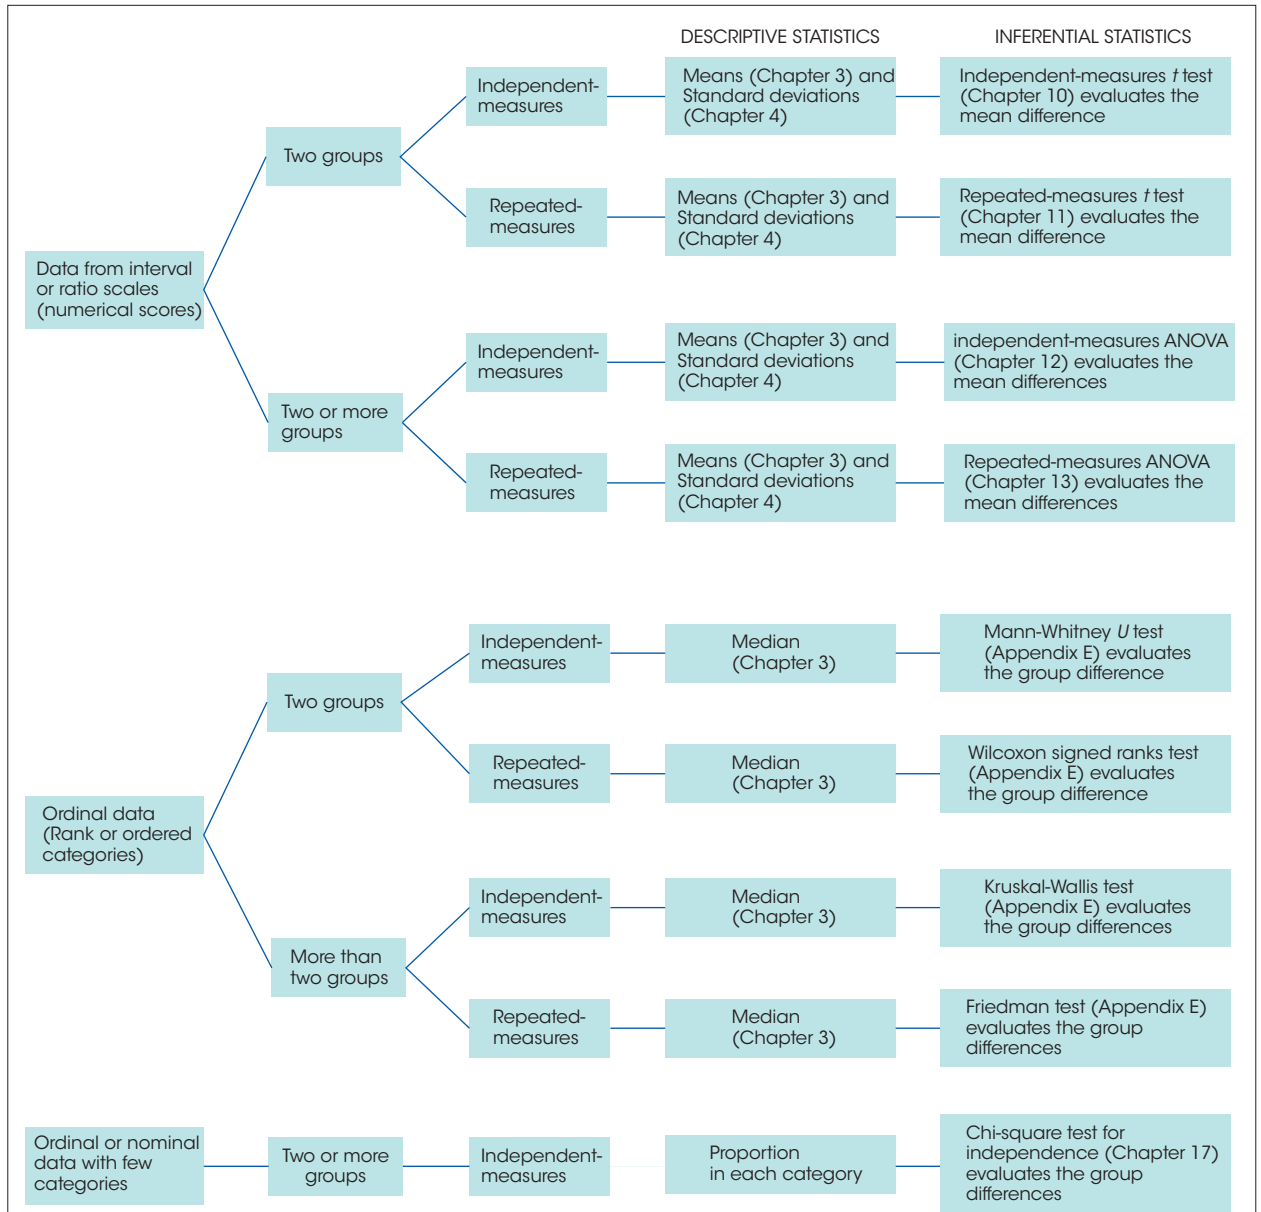 DESCRIPTIVE STATISTICS
INFERENTIAL STATISTICS
Data from interval
or ratio scales
(numerical scores)
Two groups
Independent-
measures
Means (Chapter 3) and
Standard deviations
(Chapter 4)
Independent-measures t test
(Chapter 10) evaluates the
mean difference
Repeated-
measures
Means (Chapter 3) and
Standard deviations
(Chapter 4)
Repeated-measures t test
(Chapter 11) evaluates the
mean difference
Two or more
groups
Independent-
measures
Means (Chapter 3) and
Standard deviations
(Chapter 4)
independent-measures ANOVA
(Chapter 12) evaluates the
mean differences
Repeated-
measures
Means (Chapter 3) and
Standard deviations
(Chapter 4)
Repeated-measures ANOVA
(Chapter 13) evaluates the
mean differences
Ordinal data
(Rank or ordered
categories)
Two groups
Independent-
measures
Median
(Chapter 3)
Mann-Whitney U test
(Appendix E) evaluates
the group difference
Repeated-
measures
Median
(Chapter 3)
Wilcoxon signed ranks test
(Appendix E) evaluates
the group difference
More than
two groups
Independent-
measures
Median
(Chapter 3)
Kruskal-Wallis test
(Appendix E) evaluates
the group differences
Repeated-
measures
Median
(Chapter 3)
Friedman test (Appendix E)
evaluates the group
differences
Ordinal or nominal
data with few
categories
Two or more
groups
Independent-
measures
Proportion
in each category
Chi-square test for
independence (Chapter 17)
evaluates the group
differences